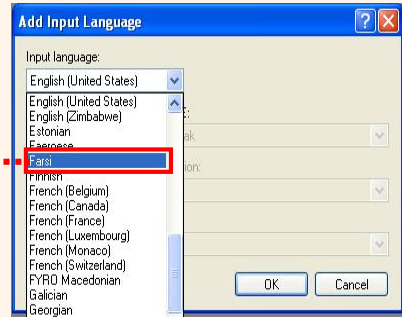 Add Input Language
Input language:
English (United States)
English (United States)
English (Zimbabwe)
Estonian
Faeroese
Farsi
Finnish
French (Belgium)
French (Canada)
French (France)
French (Luxembourg)
French (Monaco)
French (Switzerland)
FYRO Macedonian
Galician
Georgian
OK Cancel